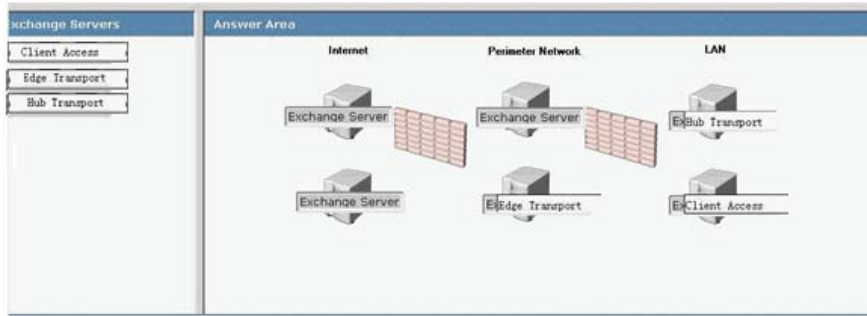 xchange Servers
Answer Area
Client Access
Edge Transport
Hub Transport
Internet
Perimeter Network
LAN
Exchange Server
Exchange Server
Hub Transport
Exchange Server
Edge Transport
Client Access